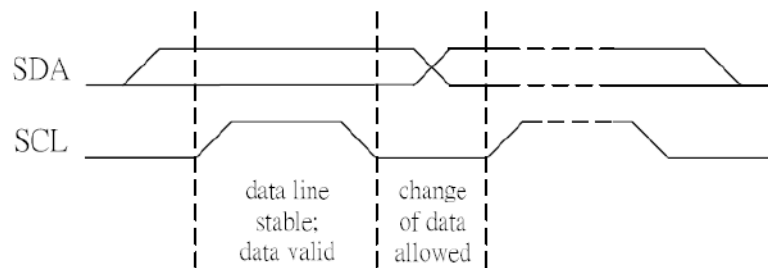 SDA
SCL
data line
stable;
data valid
change
of data
allowed